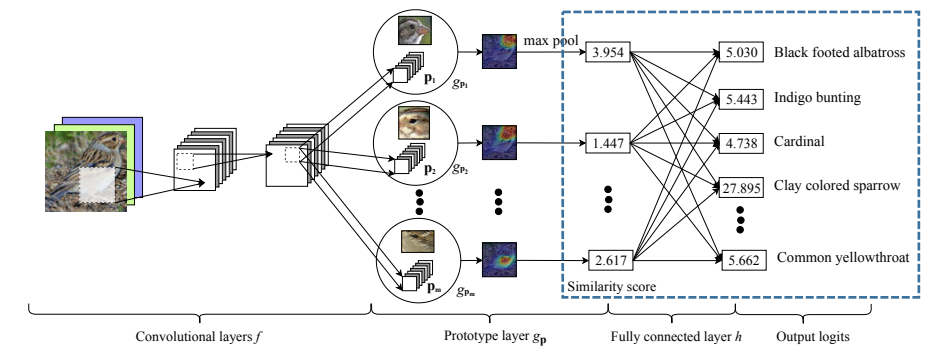 max pool
p1
gp1
3.954
5.030
Black footed albatross
5.443
Indigo bunting
p2
gp2
1.447
4.738
Cardinal
27.895
Clay colored sparrow
pm
gpm
2.617
5.662
Common yellowthroat
Similarity score
Convolutional layers f
Prototype layer gp
Fully connected layer h
Output logits